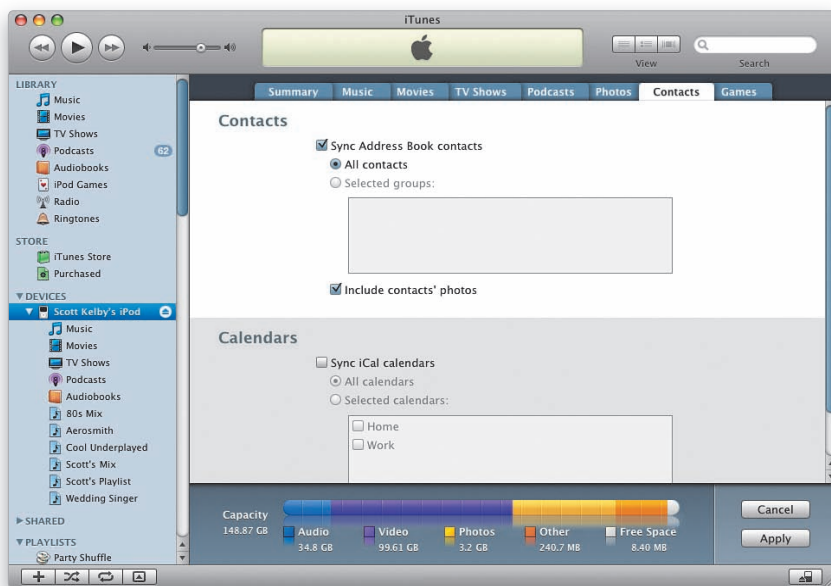 iTunes
View
Search
LIBRARY
Music
Movies
TV Shows
Podcasts 62
Audiobooks
iPod Games
Radio
Ringtones
STORE
iTunes Store
Purchased
DEVICES
Scott Kelby's iPod
Music
Movies
TV Shows
Podcasts
Audiobooks
80s Mix
Aerosmith
Cool Underplayed
Scott's Mix
Scott's Playlist
Wedding Singer
SHARED
PLAYLISTS
Party Shuffle
Summary Music Movies TV Shows Podcasts Photos Contacts Games
Contacts
Sync Address Book contacts
All contacts
Selected groups:
Include contacts' photos
Calendars
Sync iCal calendars
All calendars
Selected calendars:
Home
Work
Capacity
148.87 GB
Audio
34.8 GB
Video
99.61 GB
Photos
3.2 GB
Other
240.7 MB
Free Space
8.40 MB
Cancel
Apply